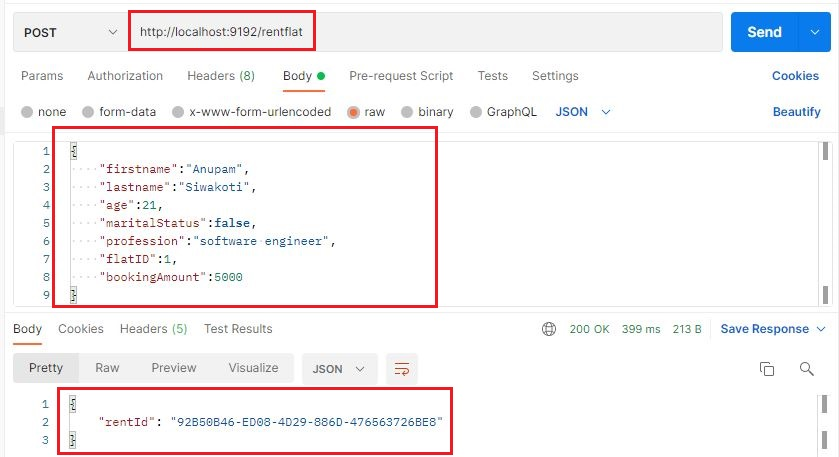 POST http://localhost:9192/rentflat Send
Params Authorization Headers (8) Body Pre-request Script Tests Settings Cookies
none form-data x-www-form-urlencoded raw binary GraphQL JSON Beautify
1 {
2 "firstname":"Anupam",
3 "lastname":"Siwakoti",
4 "age":21,
5 "maritalStatus":false,
6 "profession":"software engineer",
7 "flatID":1,
8 "bookingAmount":5000
9 }
Body Cookies Headers (5) Test Results 200 OK 399 ms 213 B Save Response
Pretty Raw Preview Visualize JSON
1 {
2 "rentId": "92B50B46-ED08-4D29-886D-476563726BE8"
3 }